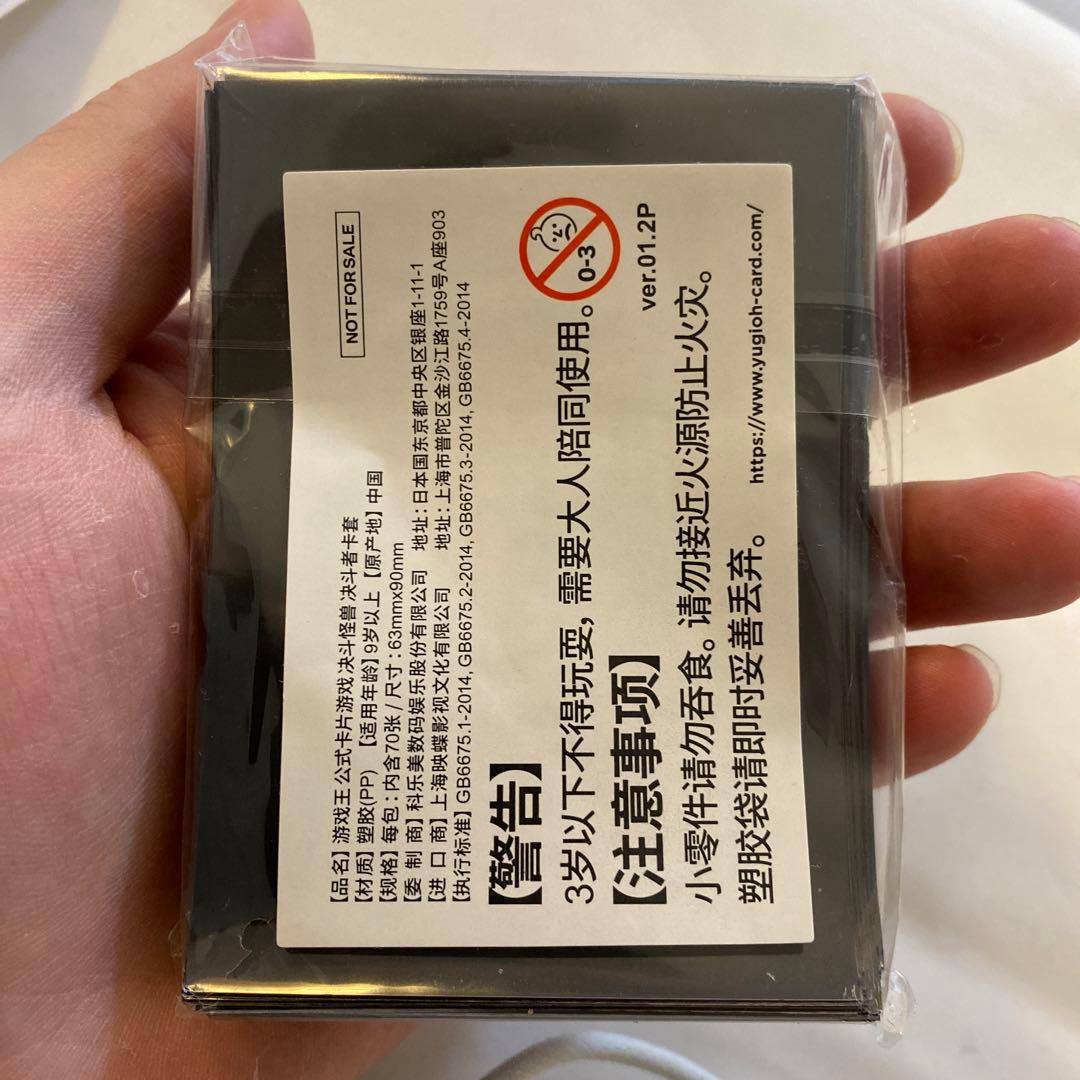 NOT FOR SALE
【品名】游戏王 公式卡片游戏 决斗怪兽 决斗者卡套
【材质】塑胶(PP) 【适用年龄】9岁以上【原产地】中国
【规格】每包：内含70张 / 尺寸：63mmx90mm
【委 制 商】科乐美数码娱乐股份有限公司 地址：日本国东京都中央区银座1-11-1
【进 口 商】上海映蝶影视文化有限公司 地址：上海市普陀区金沙江路1759号A座903
【执行标准】GB6675.1-2014, GB6675.2-2014, GB6675.3-2014, GB6675.4-2014
【警告】
3岁以下不得玩耍，需要大人陪同使用。
0-3
【注意事项】
ver.01.2P
小零件请勿吞食。请勿接近火源防止火灾。
塑胶袋请即时妥善丢弃。
https://www.yugioh-card.com/